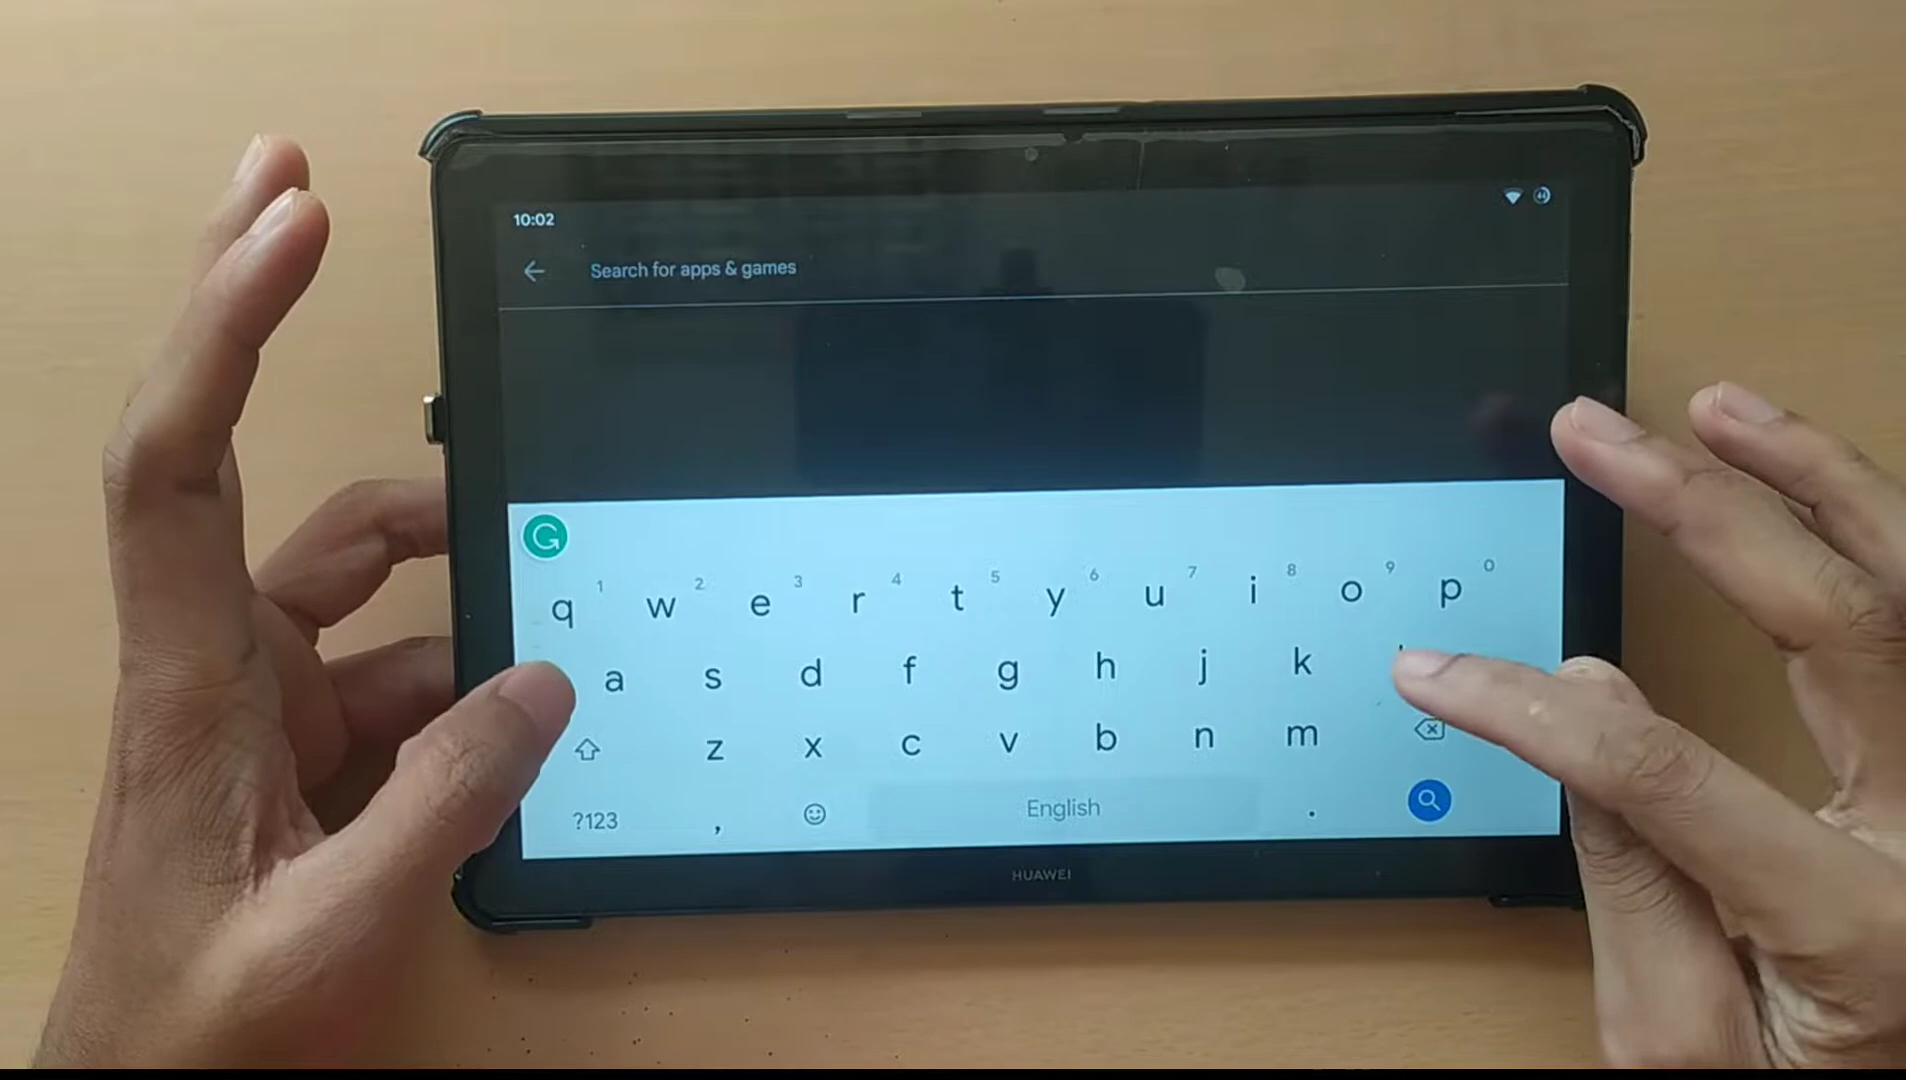 10:02
44
Search for apps & games
1 2 3 4 5 6 7 8 9 0
q w e r t y u i o p
a s d f g h j k
z x c v b n m
?123 , English .
HUAWEI